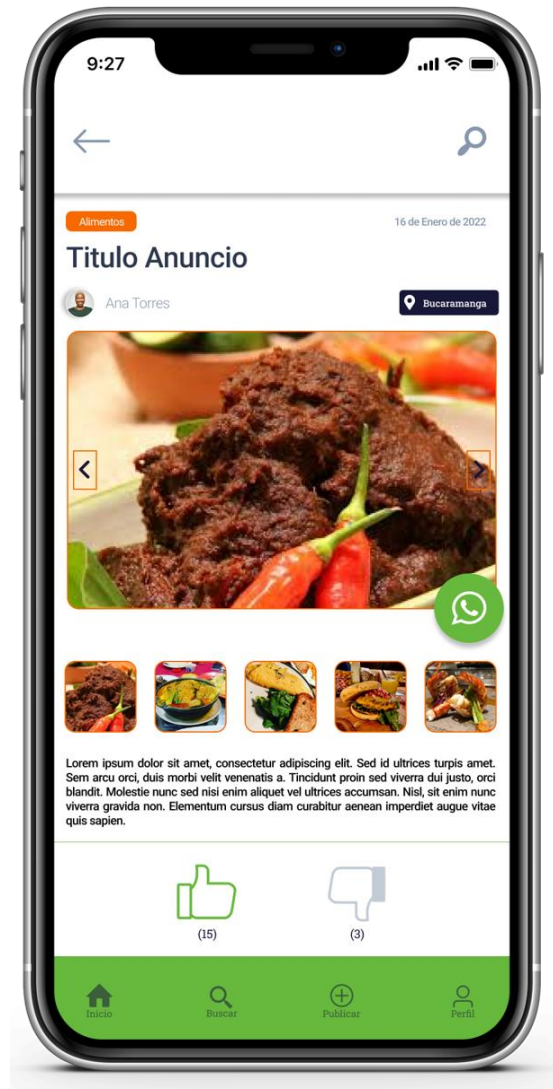 9:27
Alimentos
16 de Enero de 2022
Titulo Anuncio
Ana Torres
Bucaramanga
Lorem ipsum dolor sit amet, consectetur adipiscing elit. Sed id ultrices turpis amet.
Sem arcu orci, duis morbi velit venenatis a. Tincidunt proin sed viverra dui justo, orci
blandit. Molestie nunc sed nisi enim aliquet vel ultrices accumsan. Nisl, sit enim nunc
viverra gravida non. Elementum cursus diam curabitur aenean imperdiet augue vitae
quis sapien.
(15)
(3)
Inicio
Buscar
Publicar
Perfil